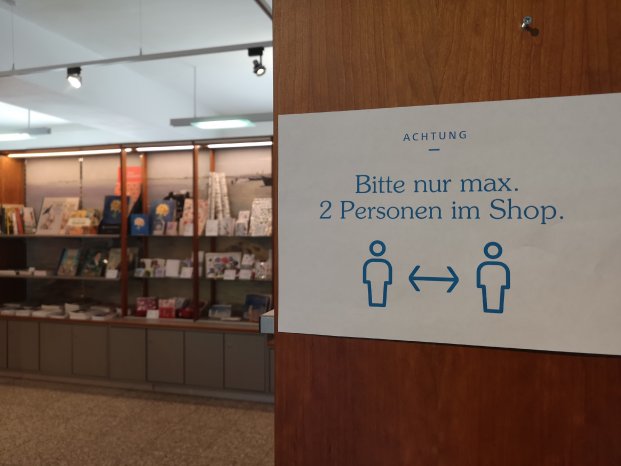 ACHTUNG
Bitte nur max.
2 Personen im Shop.